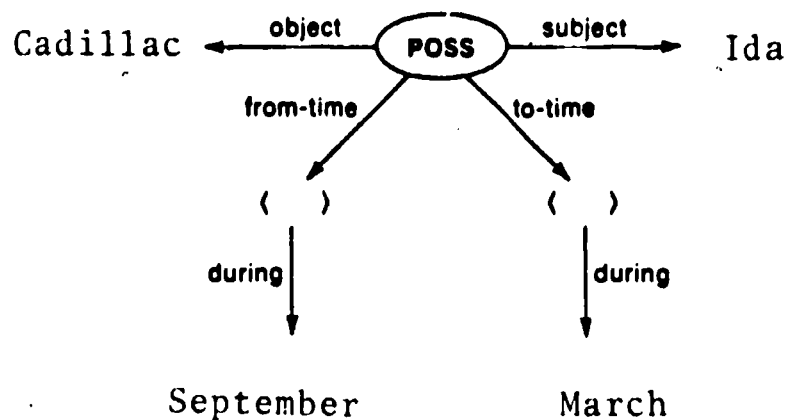 object POSS subject
Cadillac Ida
from-time to-time
⟨ ⟩ ⟨ ⟩
during during
September March